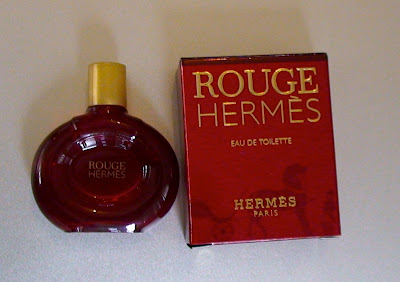 ROUGE
HERMÈS
ROUGE
HERMÈS
EAU DE TOILETTE
HERMÈS
PARIS